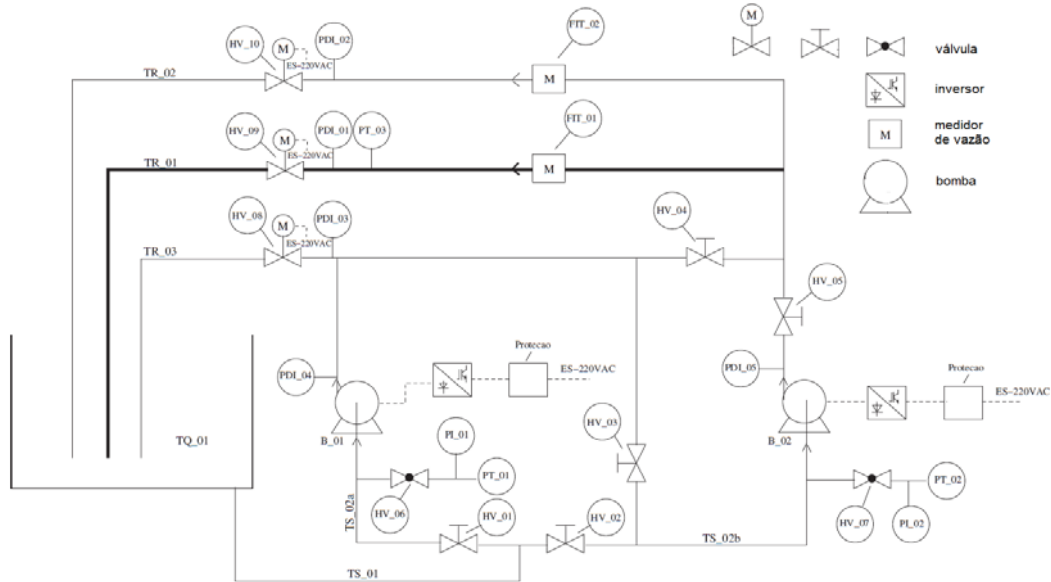 HV_10
M
PDI_02
ES-220VAC
TR_02
FIT_02
M
M
válvula
inversor
M
medidor
de vazão
bomba
HV_09
M
PDI_01
PT_03
ES-220VAC
TR_01
FIT_01
M
HV_08
M
PDI_03
ES-220VAC
TR_03
HV_04
HV_05
PDI_04
Protecao
ES-220VAC
B_01
PDI_05
Protecao
ES-220VAC
B_02
TQ_01
PI_01
PT_01
HV_06
TS_02a
HV_01
HV_02
HV_03
TS_02b
PT_02
HV_07
PI_02
TS_01